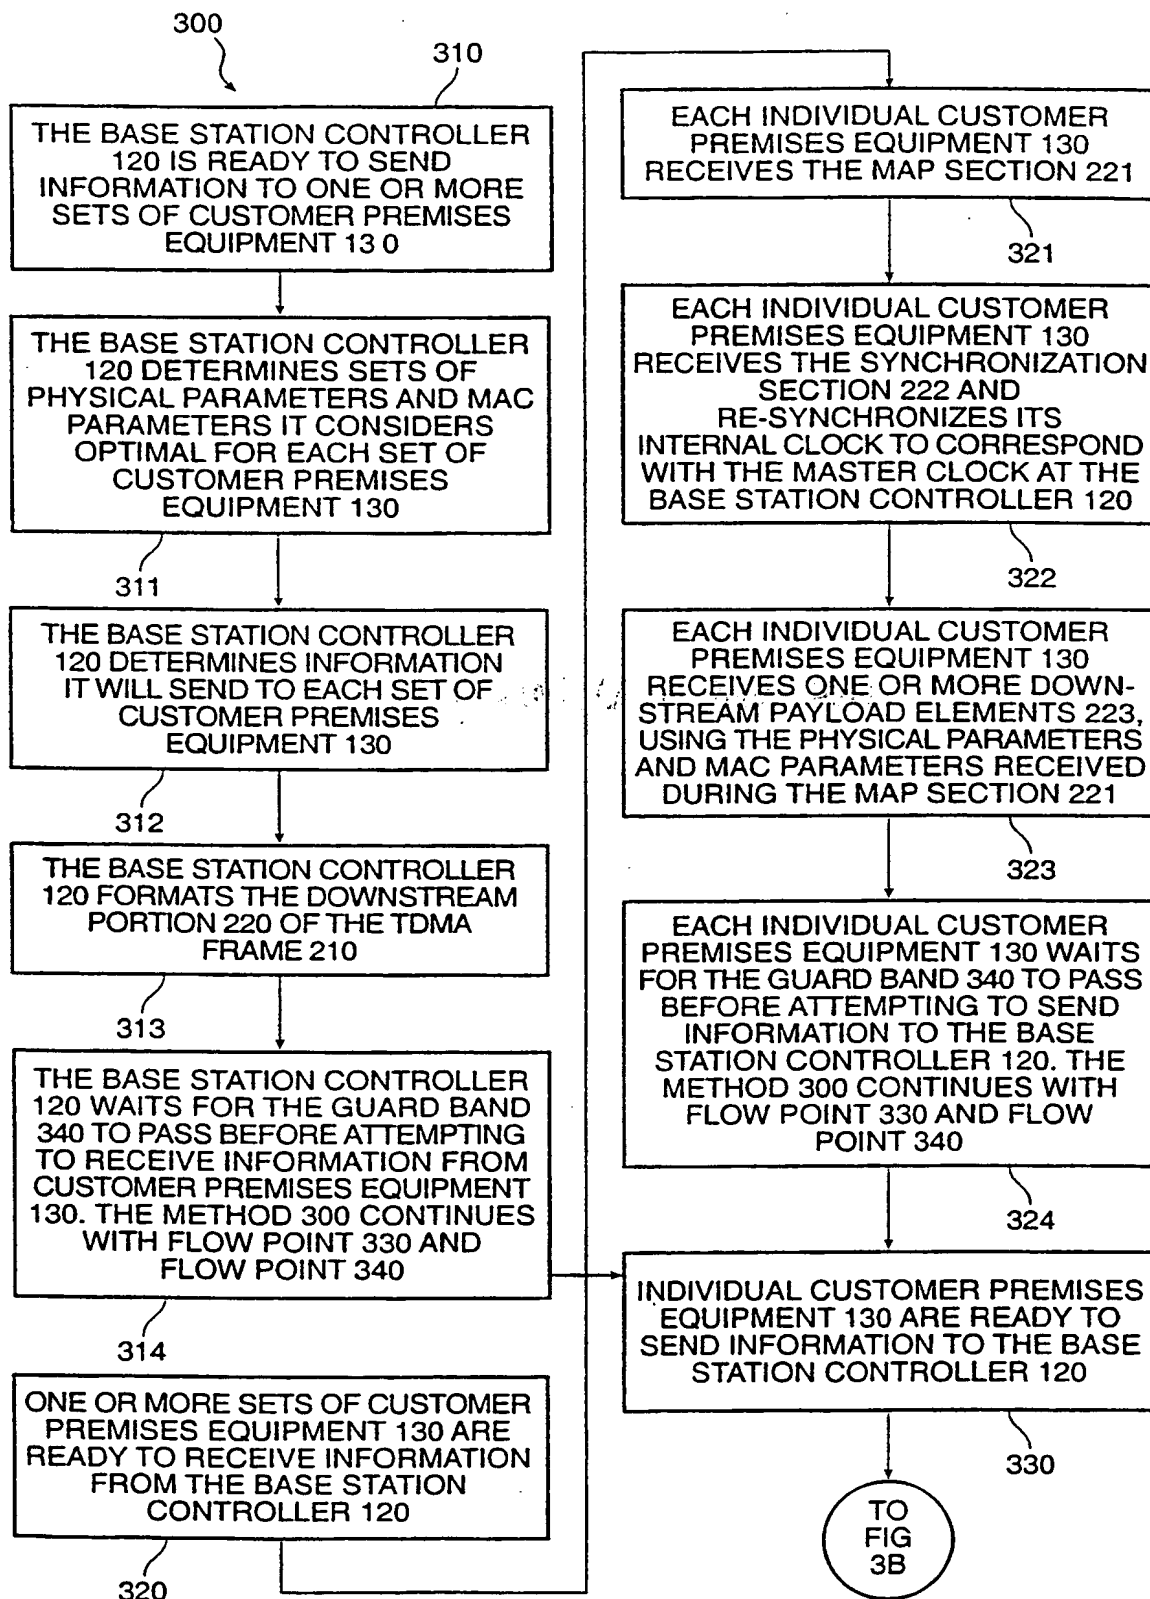 300
310
THE BASE STATION CONTROLLER
120 IS READY TO SEND
INFORMATION TO ONE OR MORE
SETS OF CUSTOMER PREMISES
EQUIPMENT 13 0
THE BASE STATION CONTROLLER
120 DETERMINES SETS OF
PHYSICAL PARAMETERS AND MAC
PARAMETERS IT CONSIDERS
OPTIMAL FOR EACH SET OF
CUSTOMER PREMISES
EQUIPMENT 130
311
THE BASE STATION CONTROLLER
120 DETERMINES INFORMATION
IT WILL SEND TO EACH SET OF
CUSTOMER PREMISES
EQUIPMENT 130
312
THE BASE STATION CONTROLLER
120 FORMATS THE DOWNSTREAM
PORTION 220 OF THE TDMA
FRAME 210
313
THE BASE STATION CONTROLLER
120 WAITS FOR THE GUARD BAND
340 TO PASS BEFORE ATTEMPTING
TO RECEIVE INFORMATION FROM
CUSTOMER PREMISES EQUIPMENT
130. THE METHOD 300 CONTINUES
WITH FLOW POINT 330 AND
FLOW POINT 340
314
ONE OR MORE SETS OF CUSTOMER
PREMISES EQUIPMENT 130 ARE
READY TO RECEIVE INFORMATION
FROM THE BASE STATION
CONTROLLER 120
320
EACH INDIVIDUAL CUSTOMER
PREMISES EQUIPMENT 130
RECEIVES THE MAP SECTION 221
321
EACH INDIVIDUAL CUSTOMER
PREMISES EQUIPMENT 130
RECEIVES THE SYNCHRONIZATION
SECTION 222 AND
RE-SYNCHRONIZES ITS
INTERNAL CLOCK TO CORRESPOND
WITH THE MASTER CLOCK AT THE
BASE STATION CONTROLLER 120
322
EACH INDIVIDUAL CUSTOMER
PREMISES EQUIPMENT 130
RECEIVES ONE OR MORE DOWN-
STREAM PAYLOAD ELEMENTS 223,
USING THE PHYSICAL PARAMETERS
AND MAC PARAMETERS RECEIVED
DURING THE MAP SECTION 221
323
EACH INDIVIDUAL CUSTOMER
PREMISES EQUIPMENT 130 WAITS
FOR THE GUARD BAND 340 TO PASS
BEFORE ATTEMPTING TO SEND
INFORMATION TO THE BASE
STATION CONTROLLER 120. THE
METHOD 300 CONTINUES WITH
FLOW POINT 330 AND FLOW
POINT 340
324
INDIVIDUAL CUSTOMER PREMISES
EQUIPMENT 130 ARE READY TO
SEND INFORMATION TO THE BASE
STATION CONTROLLER 120
330
TO
FIG
3B